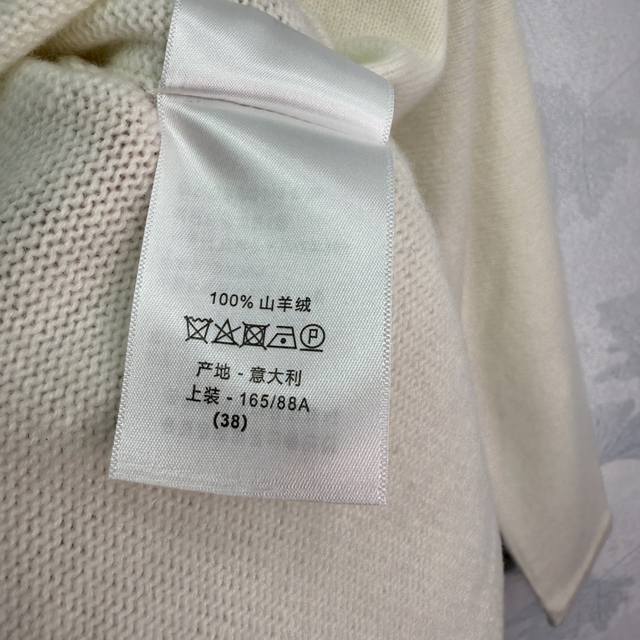 100% 山羊绒
P
产地 - 意大利
上装 - 165/88A
(38)